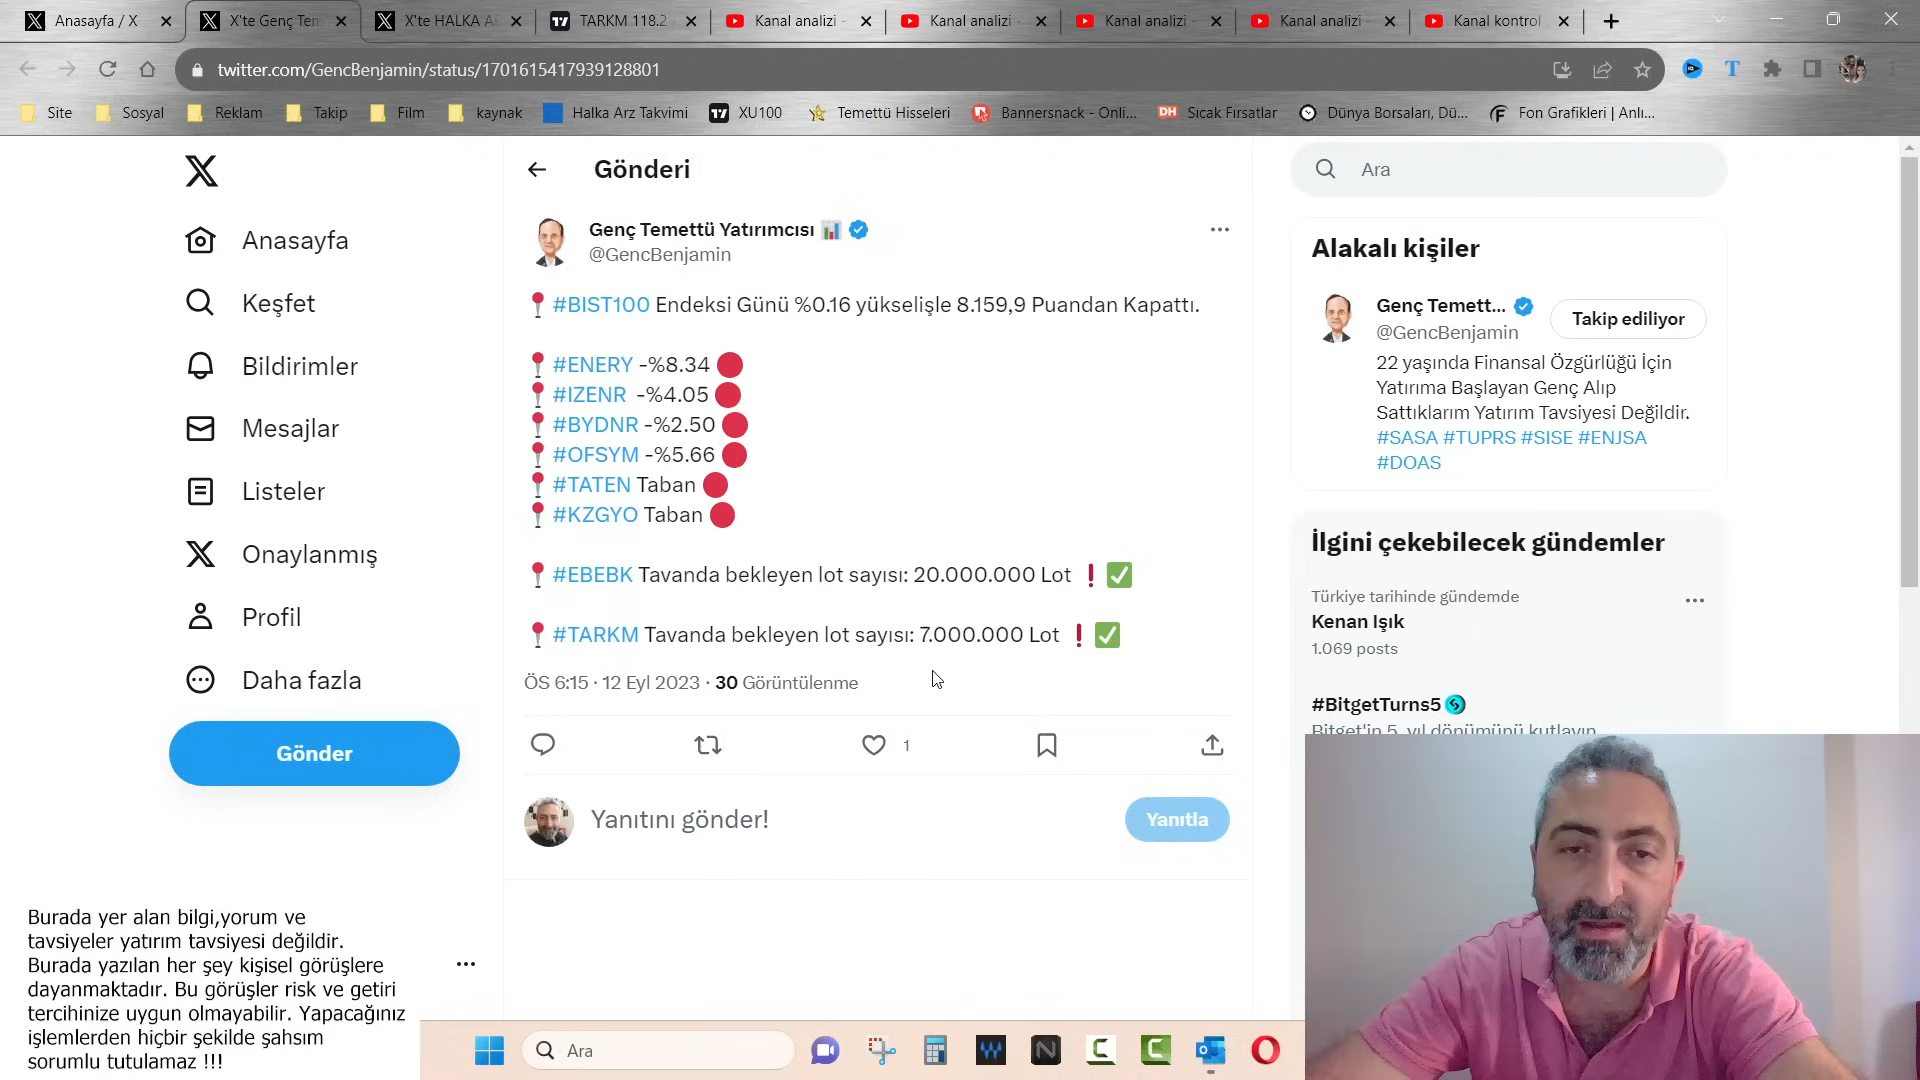 Anasayfa / X
X'te Genç Tem
X'te HALKA A
TARKM 118.2
Kanal analizi -
Kanal analizi -
Kanal analizi -
Kanal analizi -
Kanal kontrol
twitter.com/GencBenjamin/status/1701615417939128801
Site
Sosyal
Reklam
Takip
Film
kaynak
Halka Arz Takvimi
XU100
Temettü Hisseleri
Bannersnack - Onli...
DH
Sıcak Fırsatlar
Dünya Borsaları, Dü...
Fon Grafikleri | Anlı...
Anasayfa
Keşfet
Bildirimler
Mesajlar
Listeler
Onaylanmış
Profil
Daha fazla
Gönder
Gönderi
Genç Temettü Yatırımcısı
@GencBenjamin
#BIST100 Endeksi Günü %0.16 yükselişle 8.159,9 Puandan Kapattı.
#ENERY -%8.34
#IZENR -%4.05
#BYDNR -%2.50
#OFSYM -%5.66
#TATEN Taban
#KZGYO Taban
#EBEBK Tavanda bekleyen lot sayısı: 20.000.000 Lot ❗ ✅
#TARKM Tavanda bekleyen lot sayısı: 7.000.000 Lot ❗ ✅
ÖS 6:15 · 12 Eyl 2023 · 30 Görüntülenme
1
Yanıtını gönder!
Yanıtla
Ara
Alakalı kişiler
Genç Temett...
@GencBenjamin
Takip ediliyor
22 yaşında Finansal Özgürlüğü İçin
Yatırıma Başlayan Genç Alıp
Sattıklarım Yatırım Tavsiyesi Değildir.
#SASA #TUPRS #SISE #ENJSA
#DOAS
İlgini çekebilecek gündemler
Türkiye tarihinde gündemde
Kenan Işık
1.069 posts
#BitgetTurns5
Bitget'in 5. yıl dönümünü kutlayın
Burada yer alan bilgi,yorum ve
tavsiyeler yatırım tavsiyesi değildir.
Burada yazılan her şey kişisel görüşlere
dayanmaktadır. Bu görüşler risk ve getiri
tercihinize uygun olmayabilir. Yapacağınız
işlemlerden hiçbir şekilde şahsım
sorumlu tutulamaz !!!
Ara